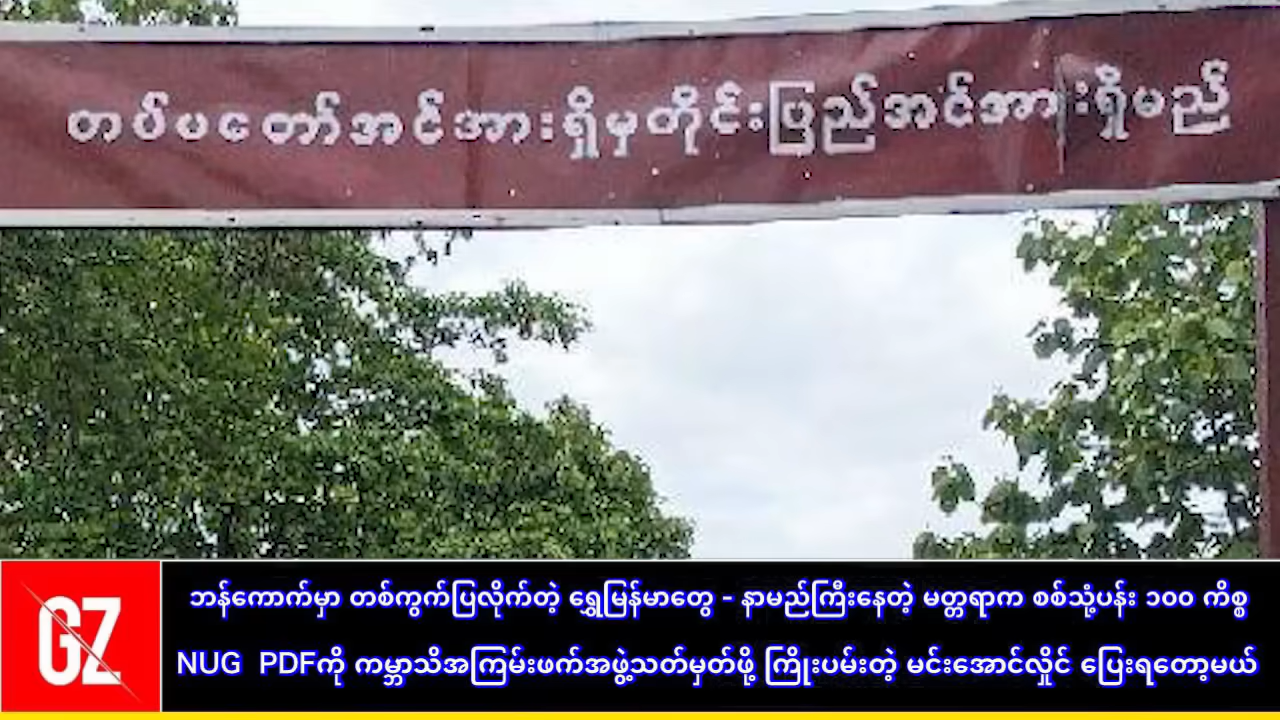 တပ်မတော်အင်အားရှိမှတိုင်းပြည်အင်အားရှိမည်
GZ
ဘန်ကောက်မှာ တစ်ကွက်ပြလိုက်တဲ့ ရွှေမြန်မာတွေ - နာမည်ကြီးနေတဲ့ မတ္တရာက စစ်သုံ့ပန်း ၁၀၀ ကိစ္စ
NUG PDFကို ကမ္ဘာသိအကြမ်းဖက်အဖွဲ့သတ်မှတ်ဖို့ ကြိုးပမ်းတဲ့ မင်းအောင်လှိုင် ပြေးရတော့မယ်